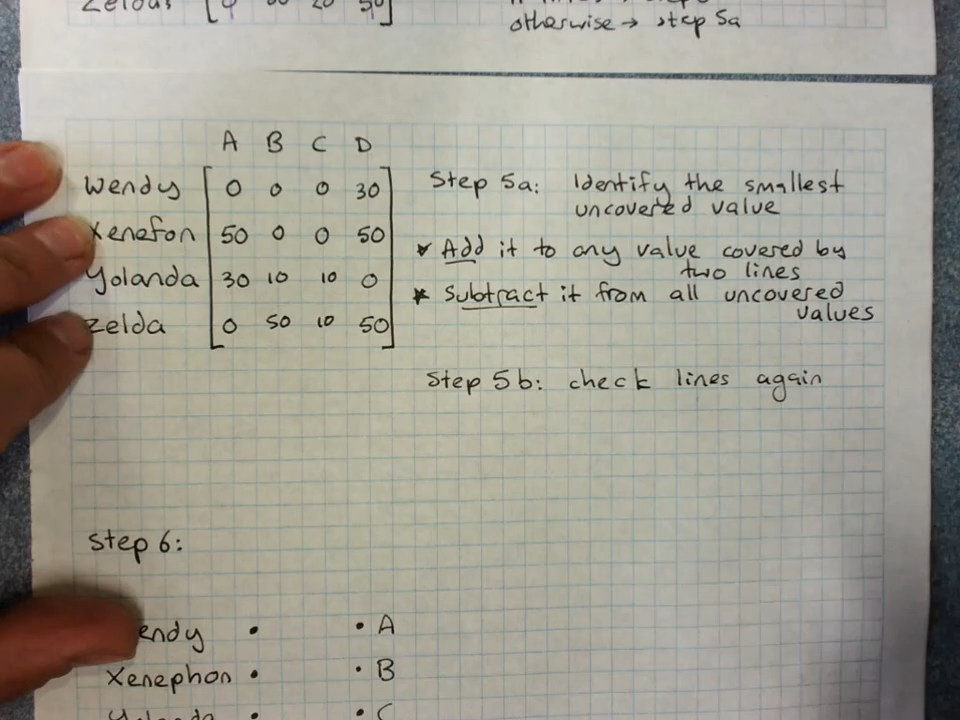 otherwise → step 5a
A B C D
Wendy 0 0 0 30
Xenefon 50 0 0 50
Yolanda 30 10 10 0
Zelda 0 50 10 50
Step 5a: Identify the smallest
uncovered value
* Add it to any value covered by
two lines
* Subtract it from all uncovered
values
Step 5b: check lines again
Step 6:
endy • • A
Xenephon • • B
Yolanda • • C